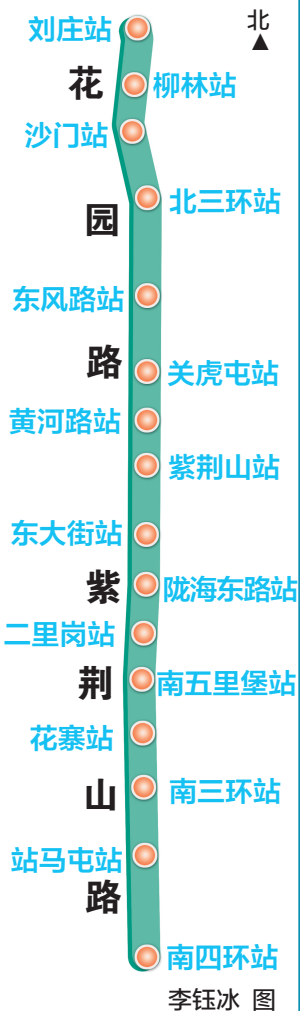 北
刘庄站
柳林站
沙门站
北三环站
东风路站
关虎屯站
黄河路站
紫荆山站
东大街站
陇海东路站
二里岗站
南五里堡站
花寨站
南三环站
站马屯站
南四环站
花园路
紫荆山路
李钰冰 图